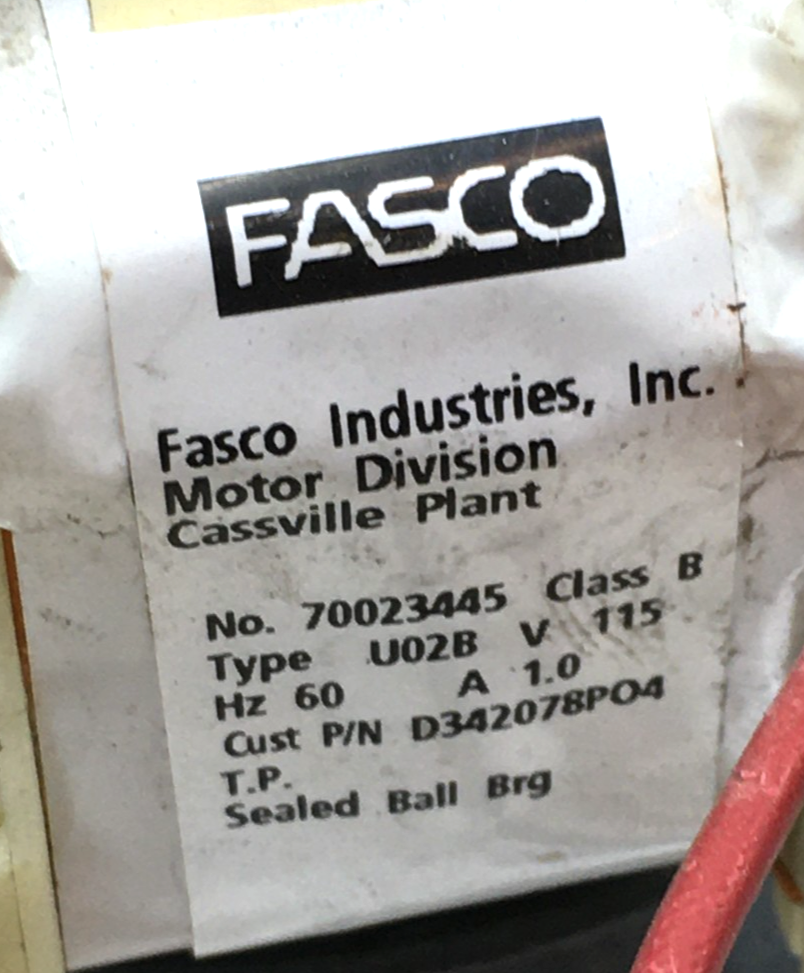 FASCO
Fasco Industries, Inc.
Motor Division
Cassville Plant
No. 70023445 Class B
Type U02B V 115
Hz 60 A 1.0
Cust P/N D342078PO4
T.P.
Sealed Ball Brg